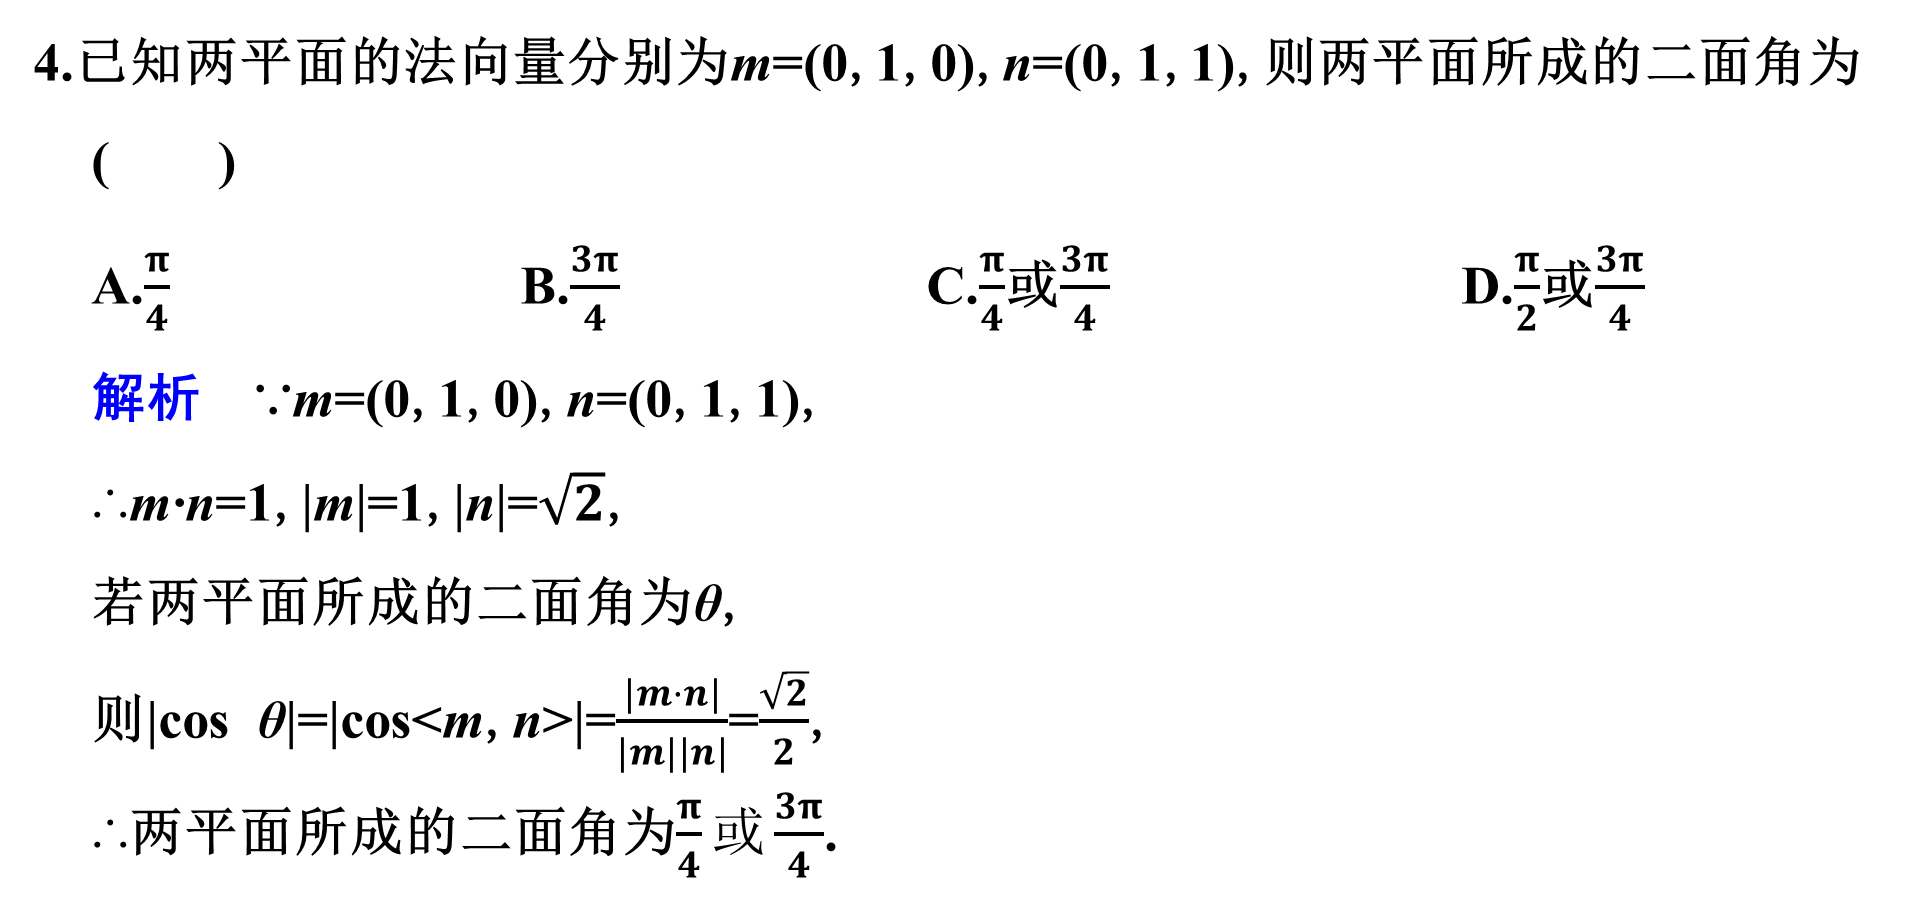 4.已知两平面的法向量分别为m=(0, 1, 0), n=(0, 1, 1), 则两平面所成的二面角为
(　　)
A.π/4　B.3π/4　C.π/4或3π/4　D.π/2或3π/4
解析　∵m=(0, 1, 0), n=(0, 1, 1),
∴m·n=1, |m|=1, |n|=√2,
若两平面所成的二面角为θ,
则|cos θ|=|cos<m, n>|=|m·n|/|m||n|=√2/2,
∴两平面所成的二面角为π/4 或 3π/4.